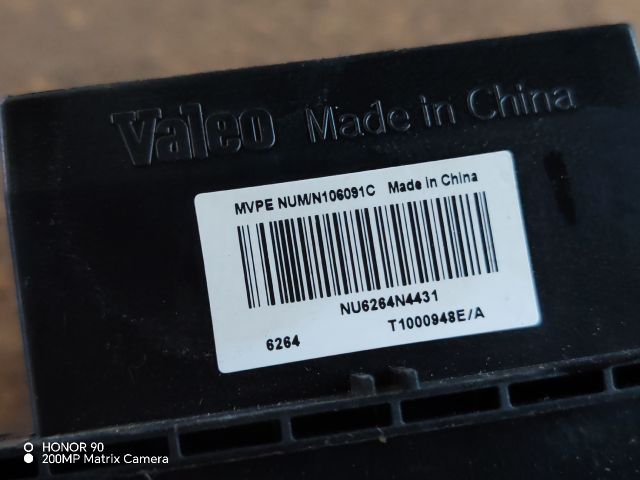 Valeo Made in China
MVPE NUM/N106091C Made in China
NU6264N4431
6264 T1000948E/A
HONOR 90
200MP Matrix Camera